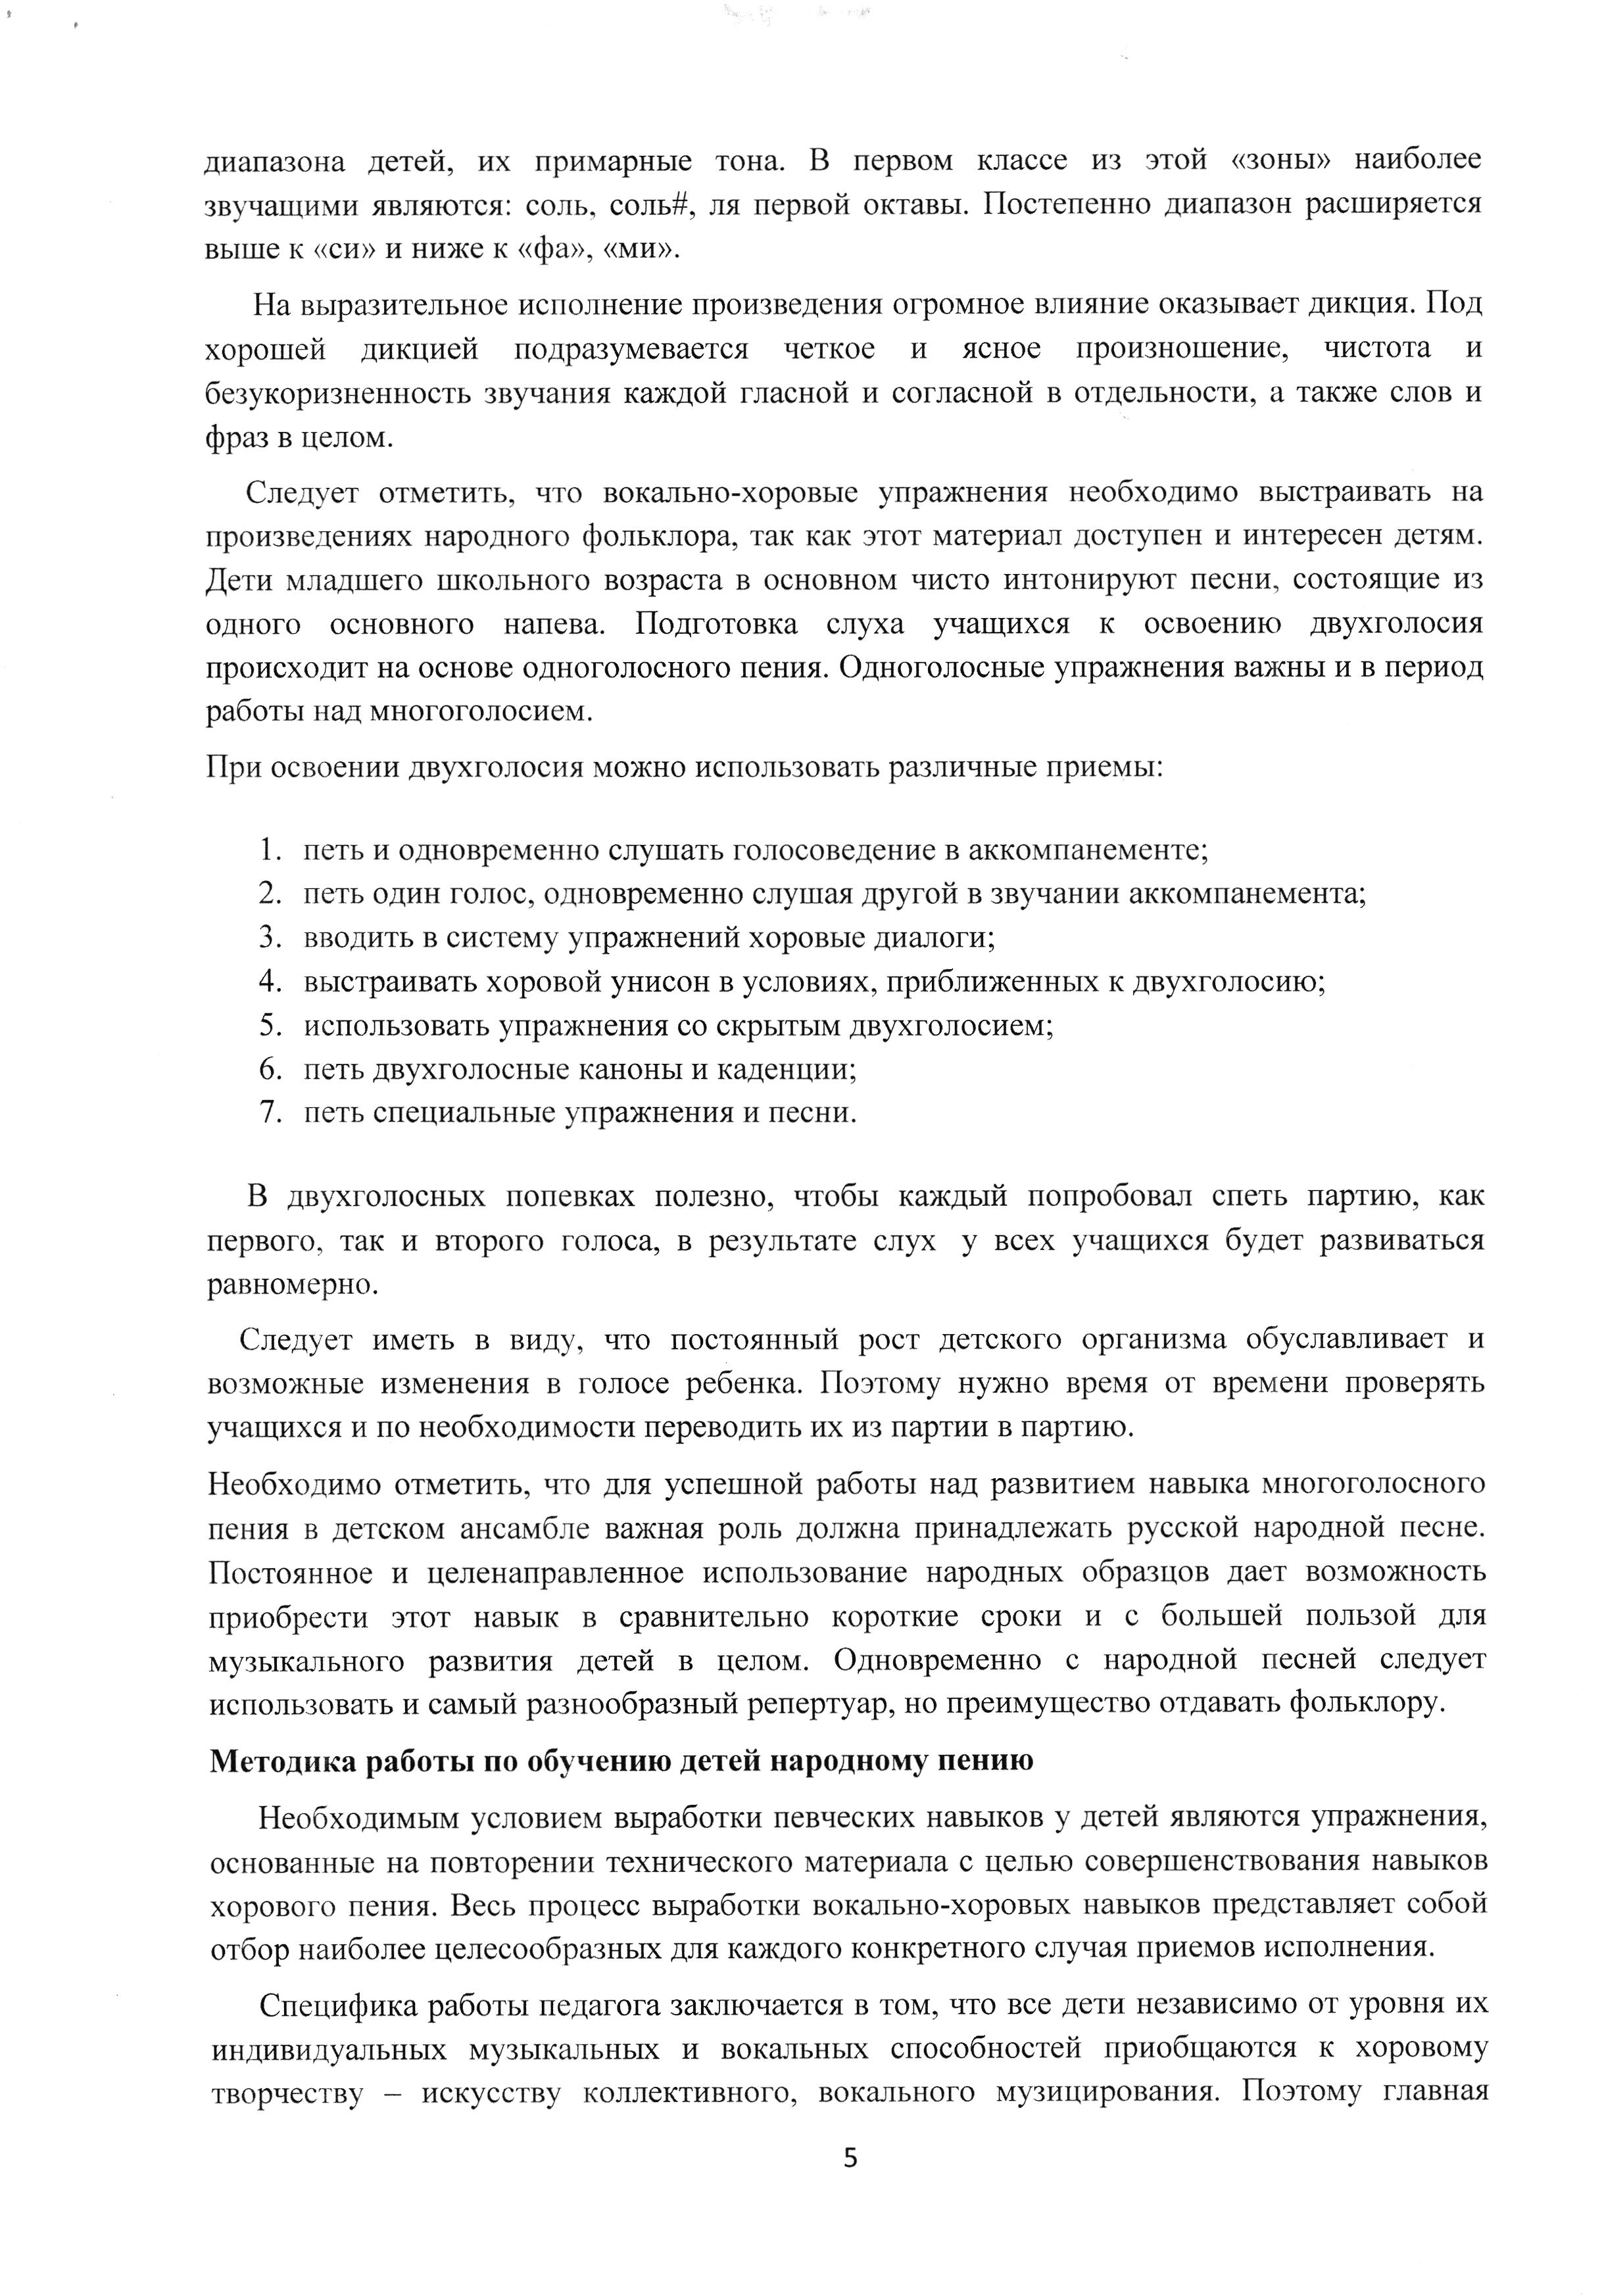 диапазона детей, их примарные тона. В первом классе из этой «зоны» наиболее
звучащими являются: соль, соль#, ля первой октавы. Постепенно диапазон расширяется
выше к «си» и ниже к «фа», «ми».
На выразительное исполнение произведения огромное влияние оказывает дикция. Под
хорошей дикцией подразумевается четкое и ясное произношение, чистота и
безукоризненность звучания каждой гласной и согласной в отдельности, а также слов и
фраз в целом.
Следует отметить, что вокально-хоровые упражнения необходимо выстраивать на
произведениях народного фольклора, так как этот материал доступен и интересен детям.
Дети младшего школьного возраста в основном чисто интонируют песни, состоящие из
одного основного напева. Подготовка слуха учащихся к освоению двухголосия
происходит на основе одноголосного пения. Одноголосные упражнения важны и в период
работы над многоголосием.
При освоении двухголосия можно использовать различные приемы:
1. петь и одновременно слушать голосоведение в аккомпанементе;
2. петь один голос, одновременно слушая другой в звучании аккомпанемента;
3. вводить в систему упражнений хоровые диалоги;
4. выстраивать хоровой унисон в условиях, приближенных к двухголосию;
5. использовать упражнения со скрытым двухголосием;
6. петь двухголосные каноны и каденции;
7. петь специальные упражнения и песни.
В двухголосных попевках полезно, чтобы каждый попробовал спеть партию, как
первого, так и второго голоса, в результате слух у всех учащихся будет развиваться
равномерно.
Следует иметь в виду, что постоянный рост детского организма обуславливает и
возможные изменения в голосе ребенка. Поэтому нужно время от времени проверять
учащихся и по необходимости переводить их из партии в партию.
Необходимо отметить, что для успешной работы над развитием навыка многоголосного
пения в детском ансамбле важная роль должна принадлежать русской народной песне.
Постоянное и целенаправленное использование народных образцов дает возможность
приобрести этот навык в сравнительно короткие сроки и с большей пользой для
музыкального развития детей в целом. Одновременно с народной песней следует
использовать и самый разнообразный репертуар, но преимущество отдавать фольклору.
Методика работы по обучению детей народному пению
Необходимым условием выработки певческих навыков у детей являются упражнения,
основанные на повторении технического материала с целью совершенствования навыков
хорового пения. Весь процесс выработки вокально-хоровых навыков представляет собой
отбор наиболее целесообразных для каждого конкретного случая приемов исполнения.
Специфика работы педагога заключается в том, что все дети независимо от уровня их
индивидуальных музыкальных и вокальных способностей приобщаются к хоровому
творчеству – искусству коллективного, вокального музицирования. Поэтому главная
5